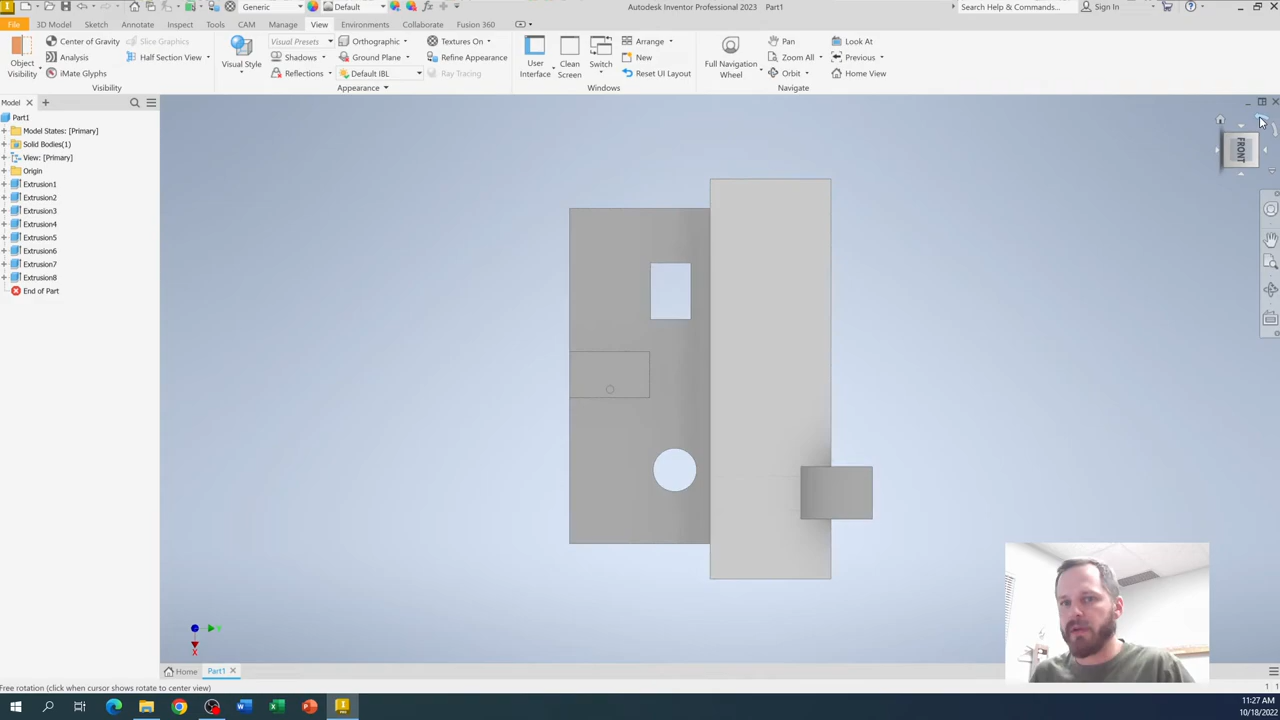 Generic
Default
Autodesk Inventor Professional 2023   Part1
Search Help & Commands...
Sign In
File
3D Model
Sketch
Annotate
Inspect
Tools
CAM
Manage
View
Environments
Collaborate
Fusion 360
Object Visibility
Center of Gravity
Slice Graphics
Analysis
Half Section View
iMate Glyphs
Visibility
Visual Style
Visual Presets
Orthographic
Textures On
Shadows
Ground Plane
Refine Appearance
Reflections
Default IBL
Ray Tracing
Appearance
User Interface
Clean Screen
Switch
Arrange
New
Reset UI Layout
Windows
Full Navigation Wheel
Pan
Look At
Zoom All
Previous
Orbit
Home View
Navigate
Model
Part1
Model States: [Primary]
Solid Bodies(1)
View: [Primary]
Origin
Extrusion1
Extrusion2
Extrusion3
Extrusion4
Extrusion5
Extrusion6
Extrusion7
Extrusion8
End of Part
FRONT
X
Home
Part1
Free rotation (click when cursor shows rotate to center view)
1 1
11:27 AM
10/18/2022